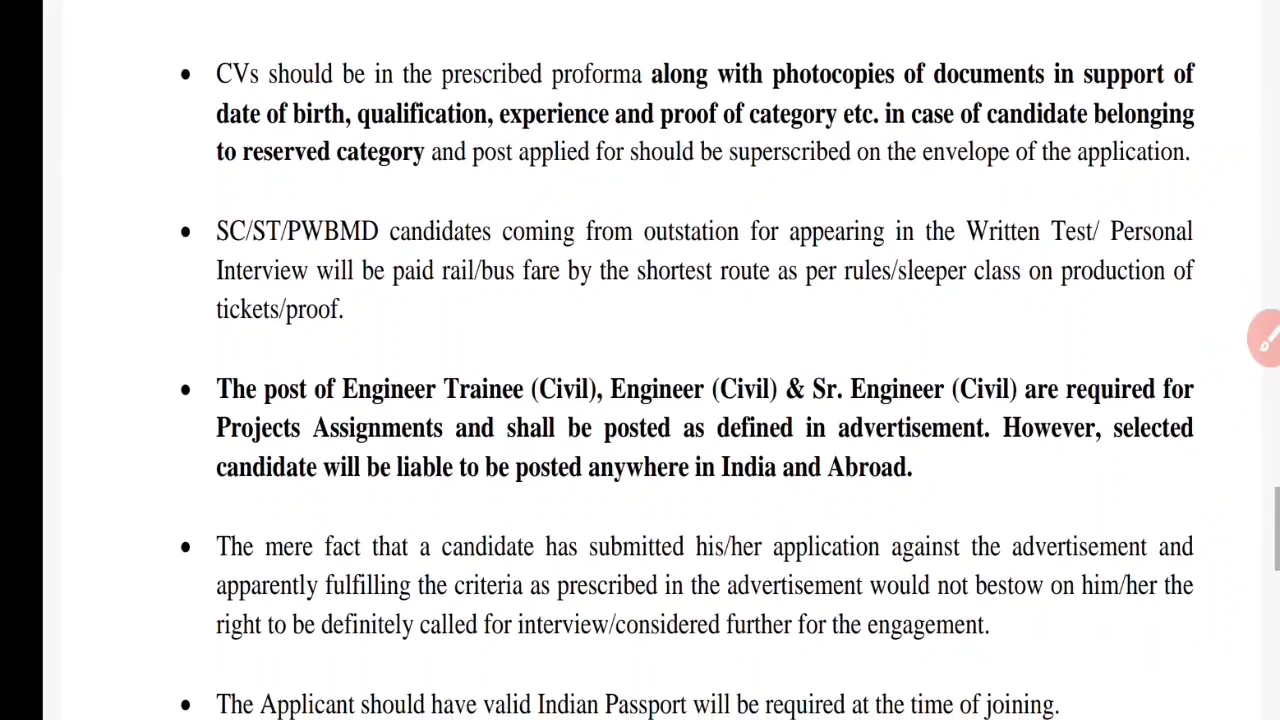 • CVs should be in the prescribed proforma along with photocopies of documents in support of
date of birth, qualification, experience and proof of category etc. in case of candidate belonging
to reserved category and post applied for should be superscribed on the envelope of the application.
• SC/ST/PWBMD candidates coming from outstation for appearing in the Written Test/ Personal
Interview will be paid rail/bus fare by the shortest route as per rules/sleeper class on production of
tickets/proof.
• The post of Engineer Trainee (Civil), Engineer (Civil) & Sr. Engineer (Civil) are required for
Projects Assignments and shall be posted as defined in advertisement. However, selected
candidate will be liable to be posted anywhere in India and Abroad.
• The mere fact that a candidate has submitted his/her application against the advertisement and
apparently fulfilling the criteria as prescribed in the advertisement would not bestow on him/her the
right to be definitely called for interview/considered further for the engagement.
• The Applicant should have valid Indian Passport will be required at the time of joining.